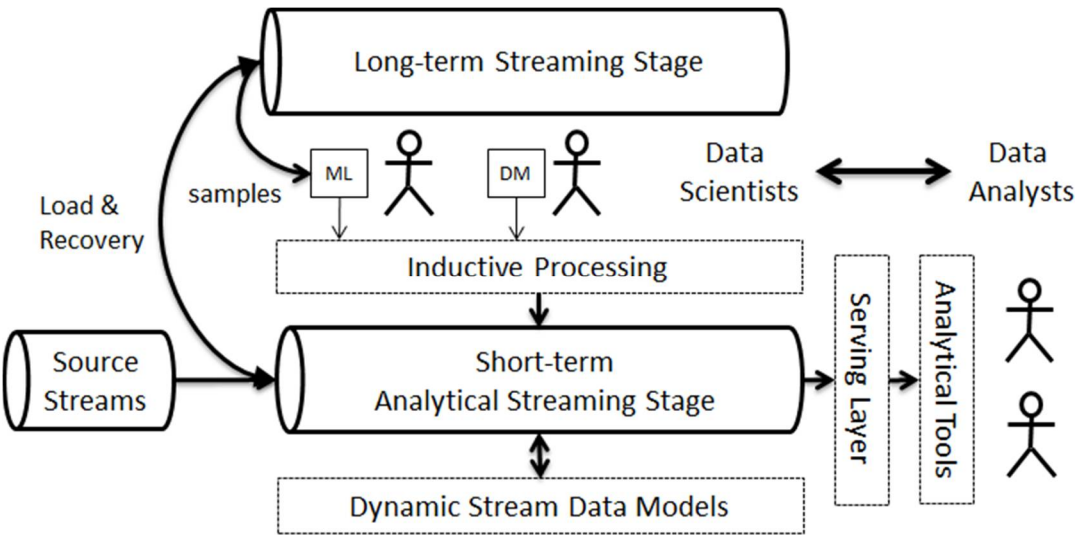 Long-term Streaming Stage
ML
DM
Data
Scientists
Data
Analysts
samples
Load &
Recovery
Inductive Processing
Source
Streams
Short-term
Analytical Streaming Stage
Serving Layer
Analytical Tools
Dynamic Stream Data Models